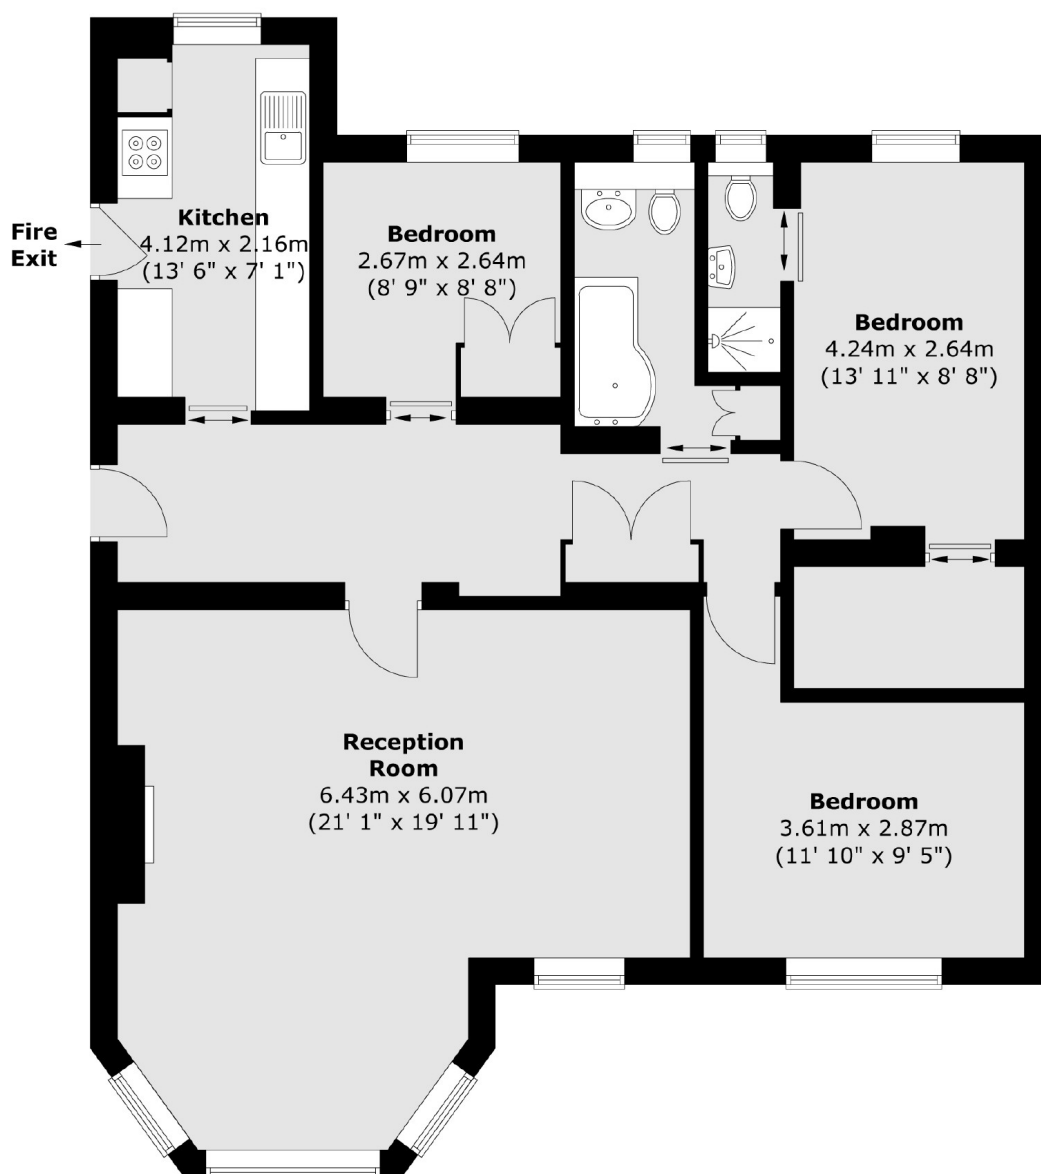 Fire
Exit
Kitchen
4.12m x 2.16m
(13' 6" x 7' 1")
Bedroom
2.67m x 2.64m
(8' 9" x 8' 8")
Bedroom
4.24m x 2.64m
(13' 11" x 8' 8")
Reception
Room
6.43m x 6.07m
(21' 1" x 19' 11")
Bedroom
3.61m x 2.87m
(11' 10" x 9' 5")